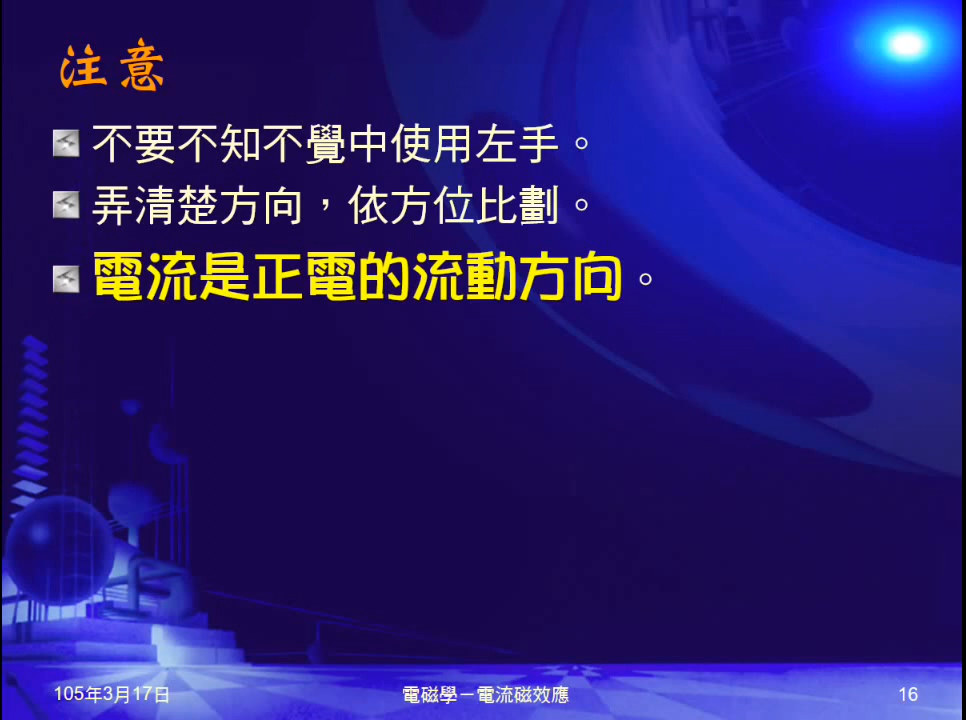 注意
不要不知不覺中使用左手。
弄清楚方向，依方位比劃。
電流是正電的流動方向。
105年3月17日
電磁學－電流磁效應
16